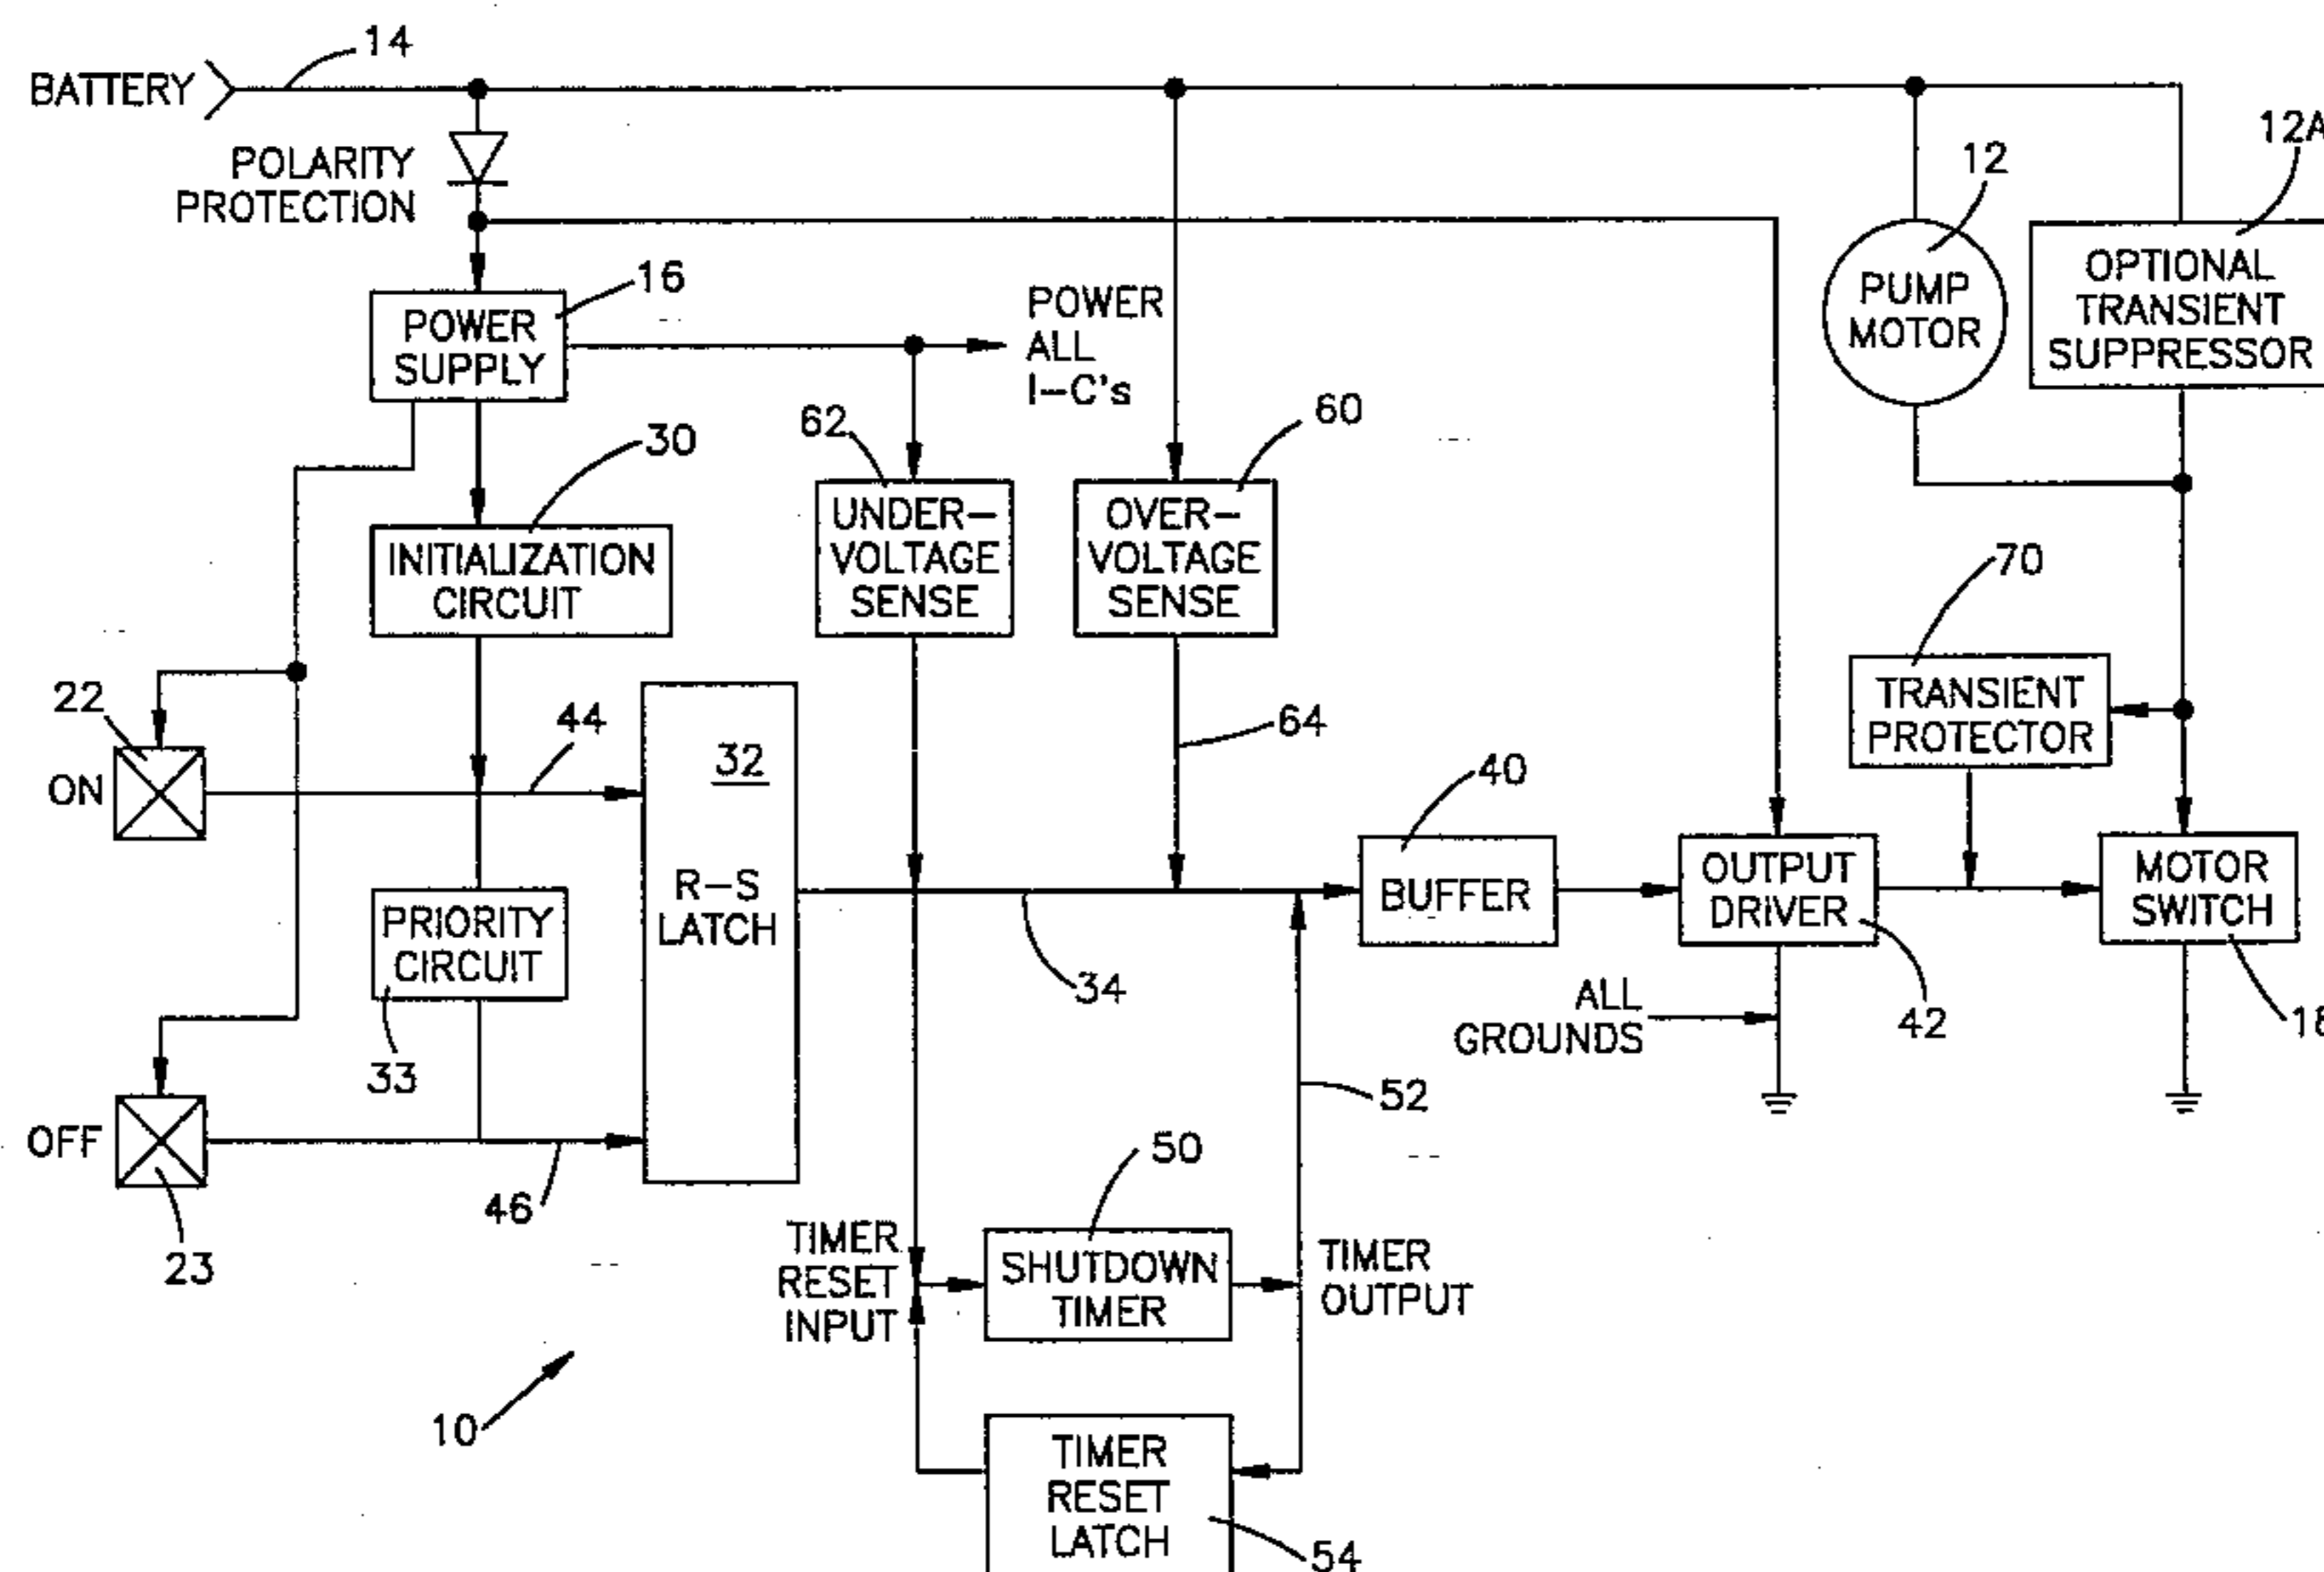 14
BATTERY
12A
POLARITY
PROTECTION
12
PUMP
MOTOR
OPTIONAL
TRANSIENT
SUPPRESSOR
16
POWER
SUPPLY
POWER
ALL
I-C's
62
60
30
INITIALIZATION
CIRCUIT
UNDER-
VOLTAGE
SENSE
OVER-
VOLTAGE
SENSE
70
TRANSIENT
PROTECTOR
22
ON
44
32
R-S
LATCH
64
40
BUFFER
OUTPUT
DRIVER
MOTOR
SWITCH
PRIORITY
CIRCUIT
33
34
ALL
GROUNDS
42
OFF
23
46
52
50
TIMER
RESET
INPUT
SHUTDOWN
TIMER
TIMER
OUTPUT
10
TIMER
RESET
LATCH
54